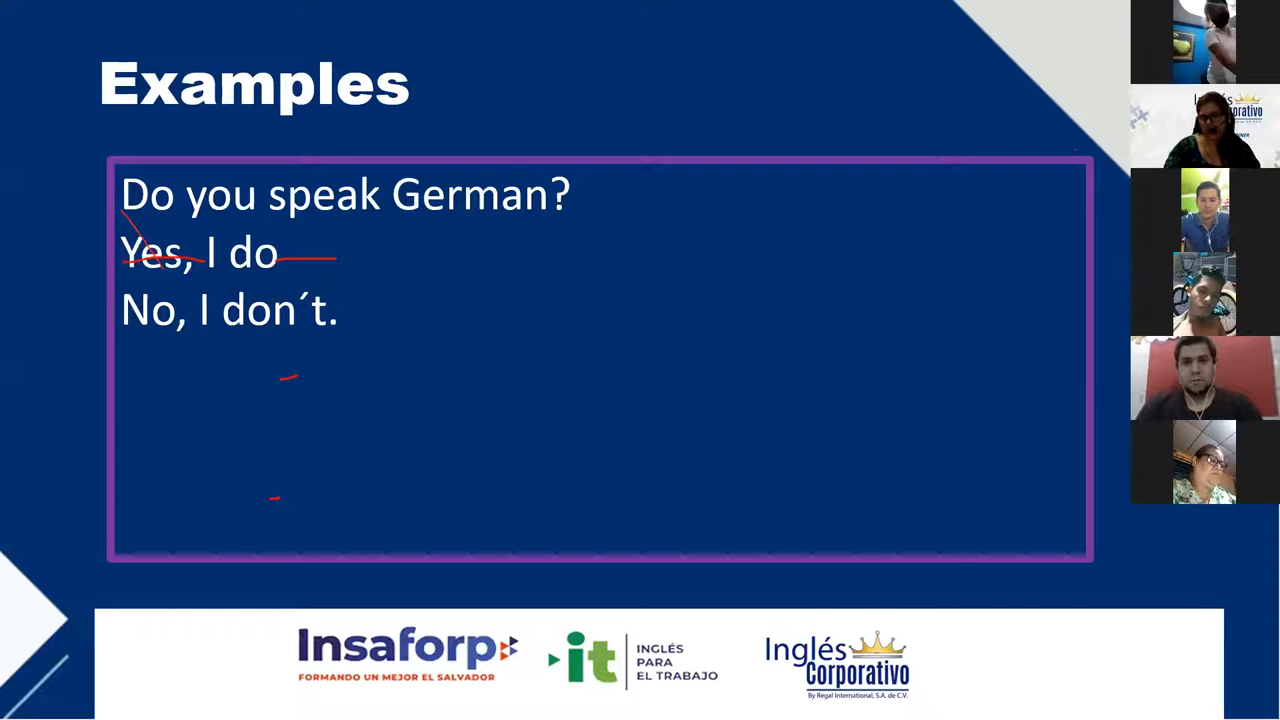 Examples
Do you speak German?
Yes, I do
No, I don´t.
Insaforp
FORMANDO UN MEJOR EL SALVADOR
it
INGLÉS
PARA
EL TRABAJO
Inglés
Corporativo
By Regal International, S.A. de C.V.